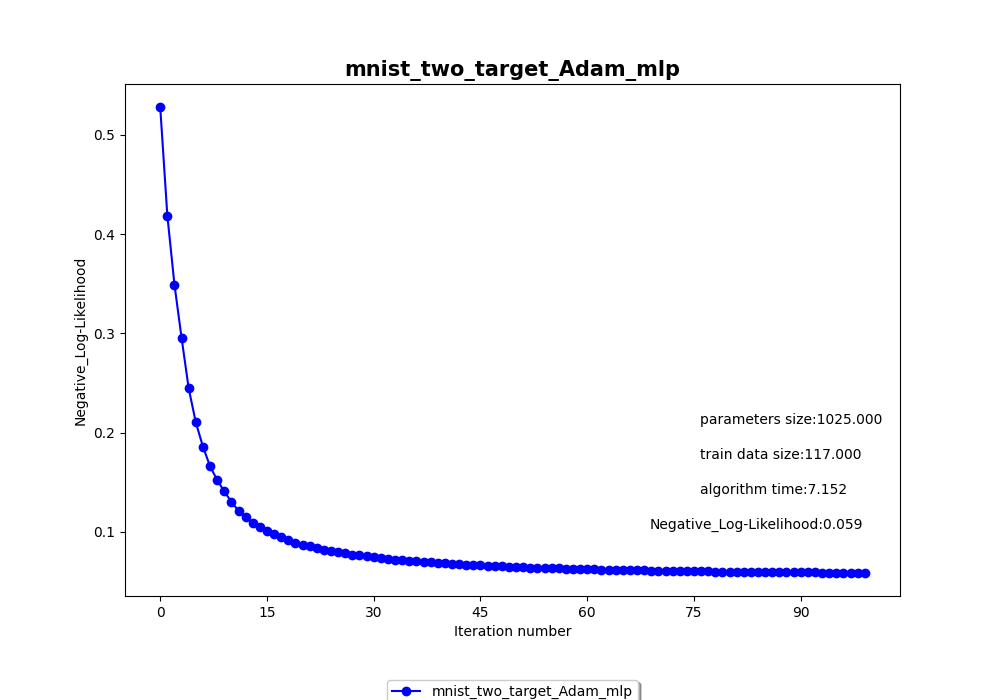 mnist_two_target_Adam_mlp
0.5
0.4
0.3
0.2
0.1
Negative_Log-Likelihood
parameters size:1025.000
train data size:117.000
algorithm time:7.152
Negative_Log-Likelihood:0.059
0 15 30 45 60 75 90
Iteration number
mnist_two_target_Adam_mlp